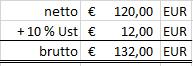 netto € 120,00 EUR
+ 10 % Ust € 12,00 EUR
brutto € 132,00 EUR